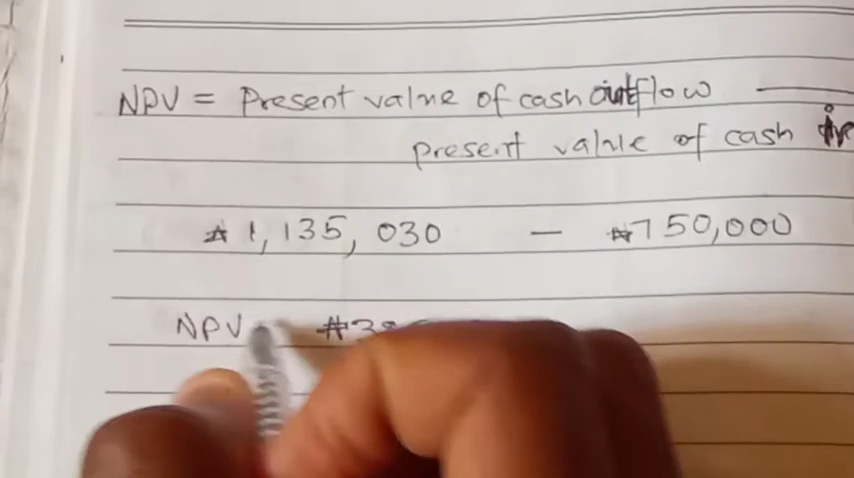 NPV = Present value of cash outflow —
present value of cash
₦1,135,030 — ₦750,000
NPV